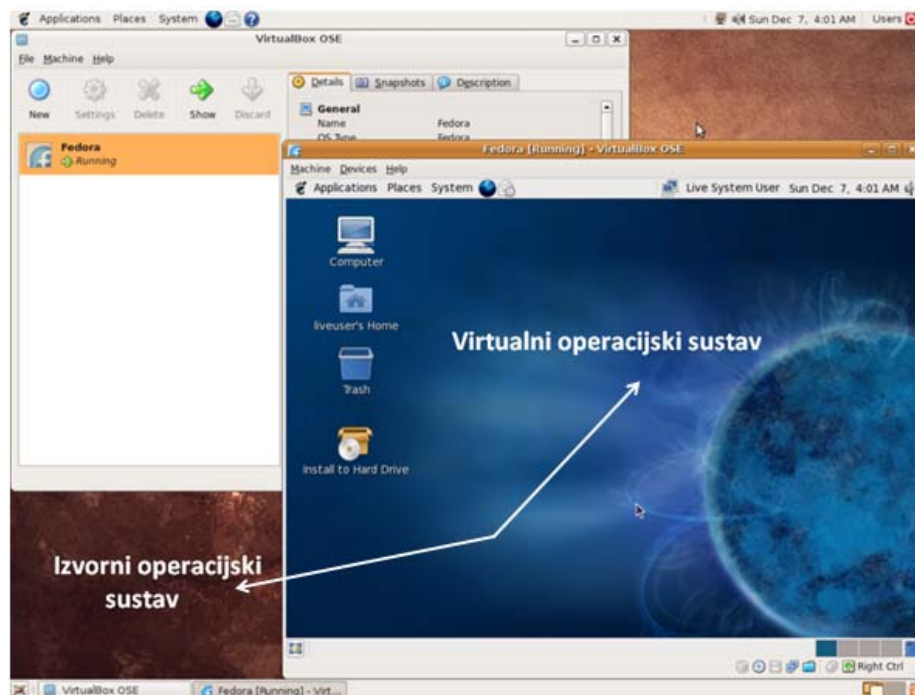 Applications Places System
Sun Dec 7, 4:01 AM Users
VirtualBox OSE
File Machine Help
New Settings Delete Show Discard
Details Snapshots Description
General
Name Fedora
OS Type Fedora
Fedora
Running
Fedora [Running] - VirtualBox OSE
Machine Devices Help
Applications Places System
Live System User Sun Dec 7, 4:01 AM
Computer
liveuser's Home
Trash
Install to Hard Drive
Virtualni operacijski sustav
Izvorni operacijski
sustav
Right Ctrl
VirtualBox OSE
Fedora [Running] - Virt...